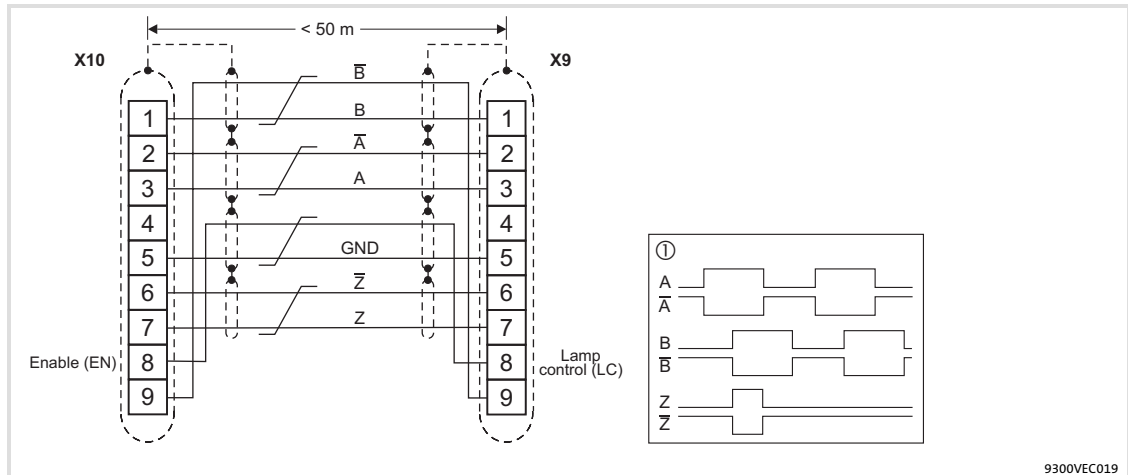 < 50 m
X10
X9
B̅
B
A̅
A
GND
Z̅
Z
1
2
3
4
5
6
7
8
9
Enable (EN)
1
2
3
4
5
6
7
8
9
Lamp
control (LC)
①
A
A̅
B
B̅
Z
Z̅
9300VEC019